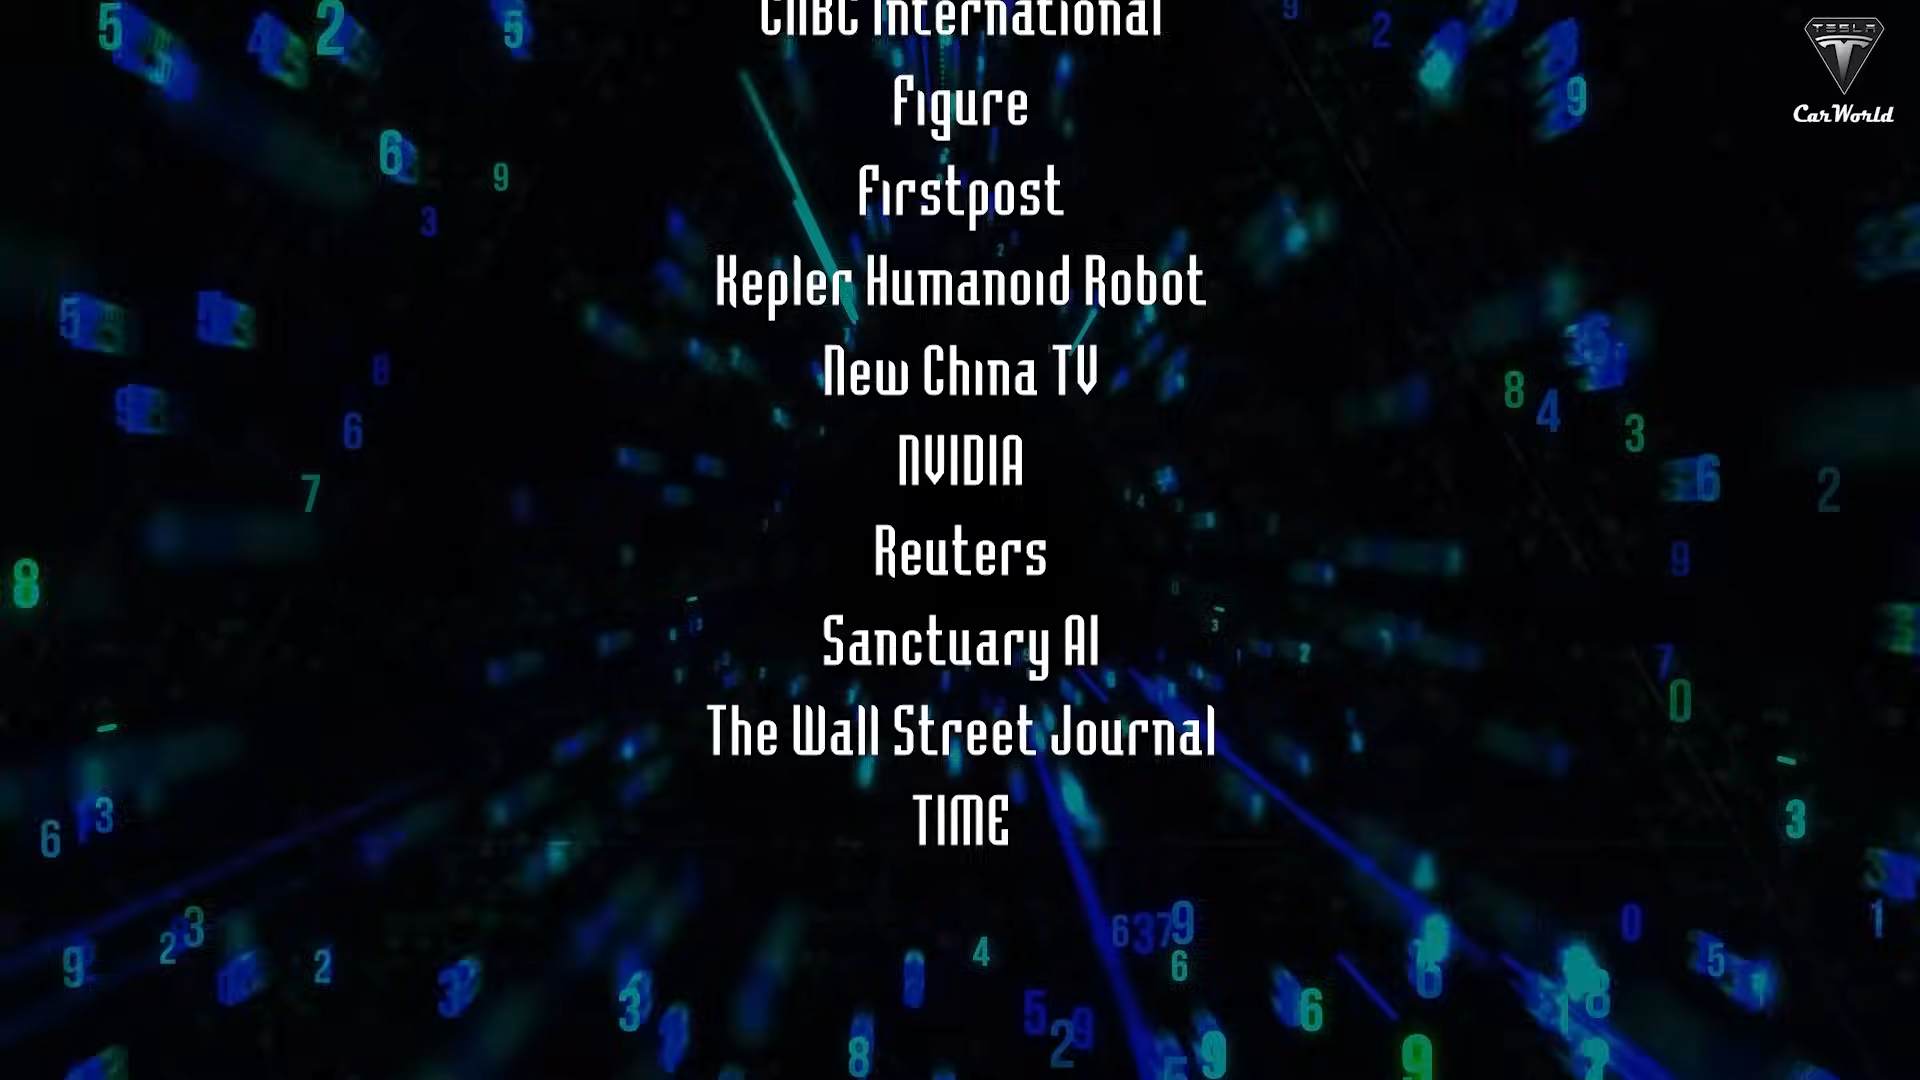 CNBC International
Figure
Firstpost
Kepler Humanoid Robot
New China TV
NVIDIA
Reuters
Sanctuary AI
The Wall Street Journal
TIME
TESLA
Car World